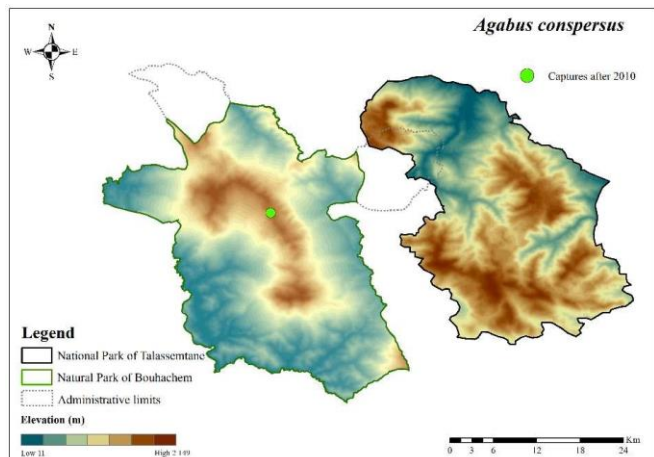 Agabus conspersus
N
W E
S
Captures after 2010
Legend
National Park of Talassemtane
Natural Park of Bouhachem
Administrative limits
Elevation (m)
Low 11 High 2 149
Km
0 3 6 12 18 24